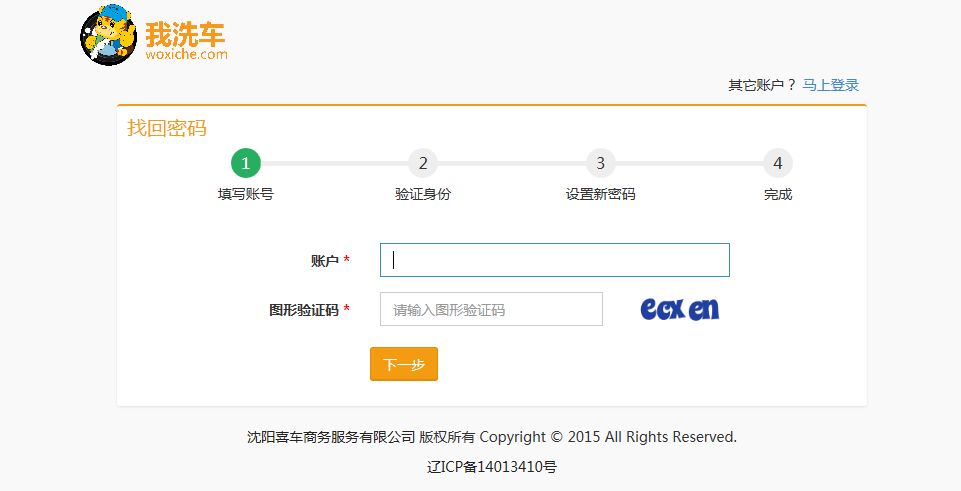 我洗车
woxiche.com
其它账户？ 马上登录
找回密码
1 2 3 4
填写账号 验证身份 设置新密码 完成
账户 *
图形验证码 * 请输入图形验证码 ecx en
下一步
沈阳喜车商务服务有限公司 版权所有 Copyright © 2015 All Rights Reserved.
辽ICP备14013410号